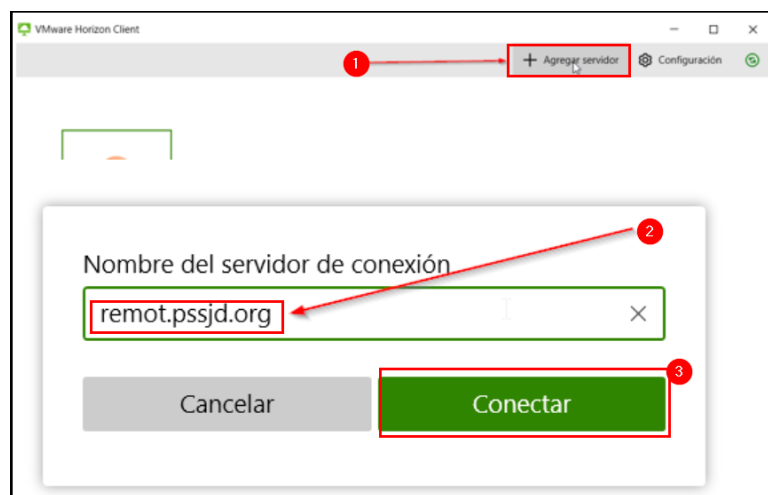 VMware Horizon Client
1
Agregar servidor
Configuración
2
Nombre del servidor de conexión
remot.pssjd.org
3
Cancelar
Conectar